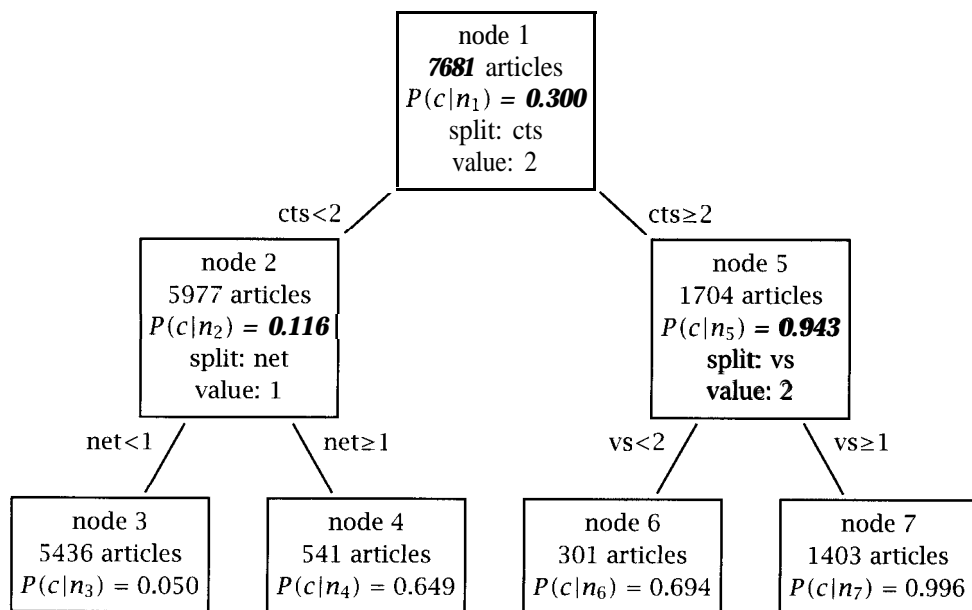 node 1
7681 articles
P(c|n₁) = 0.300
split: cts
value: 2
cts<2
cts≥2
node 2
5977 articles
P(c|n₂) = 0.116
split: net
value: 1
node 5
1704 articles
P(c|n₅) = 0.943
split: vs
value: 2
net<1
net≥1
vs<2
vs≥1
node 3
5436 articles
P(c|n₃) = 0.050
node 4
541 articles
P(c|n₄) = 0.649
node 6
301 articles
P(c|n₆) = 0.694
node 7
1403 articles
P(c|n₇) = 0.996